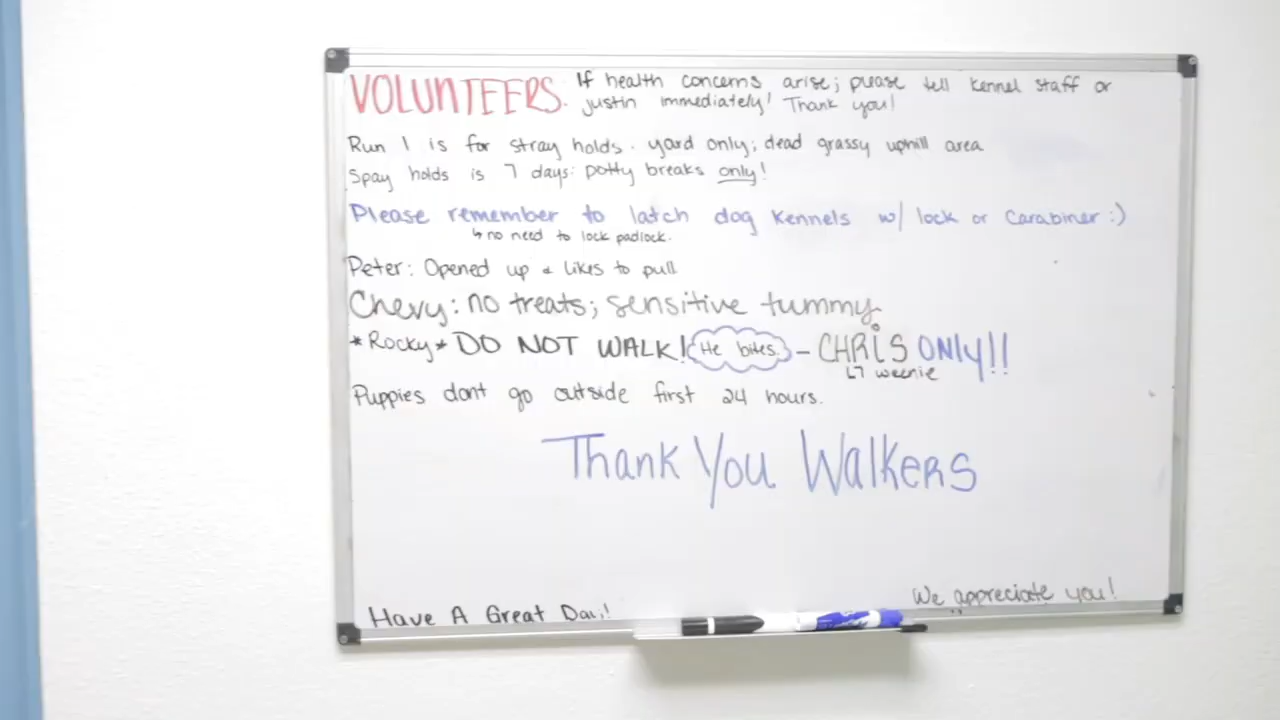 VOLUNTEERS. If health concerns arise; please tell kennel staff or
justin immediately! Thank you!
Run 1 is for stray holds. yard only; dead grassy uphill area
Spay holds is 7 days: potty breaks only!
Please remember to latch dog kennels w/ lock or carabiner :)
↳ no need to lock padlock.
Peter: Opened up & likes to pull
Chevy: no treats; sensitive tummy
*Rocky* DO NOT WALK! He bites. - CHRIS ONLY!!
L7 weenie
Puppies dont go outside first 24 hours.
Thank You Walkers
We appreciate you!
Have A Great Day!